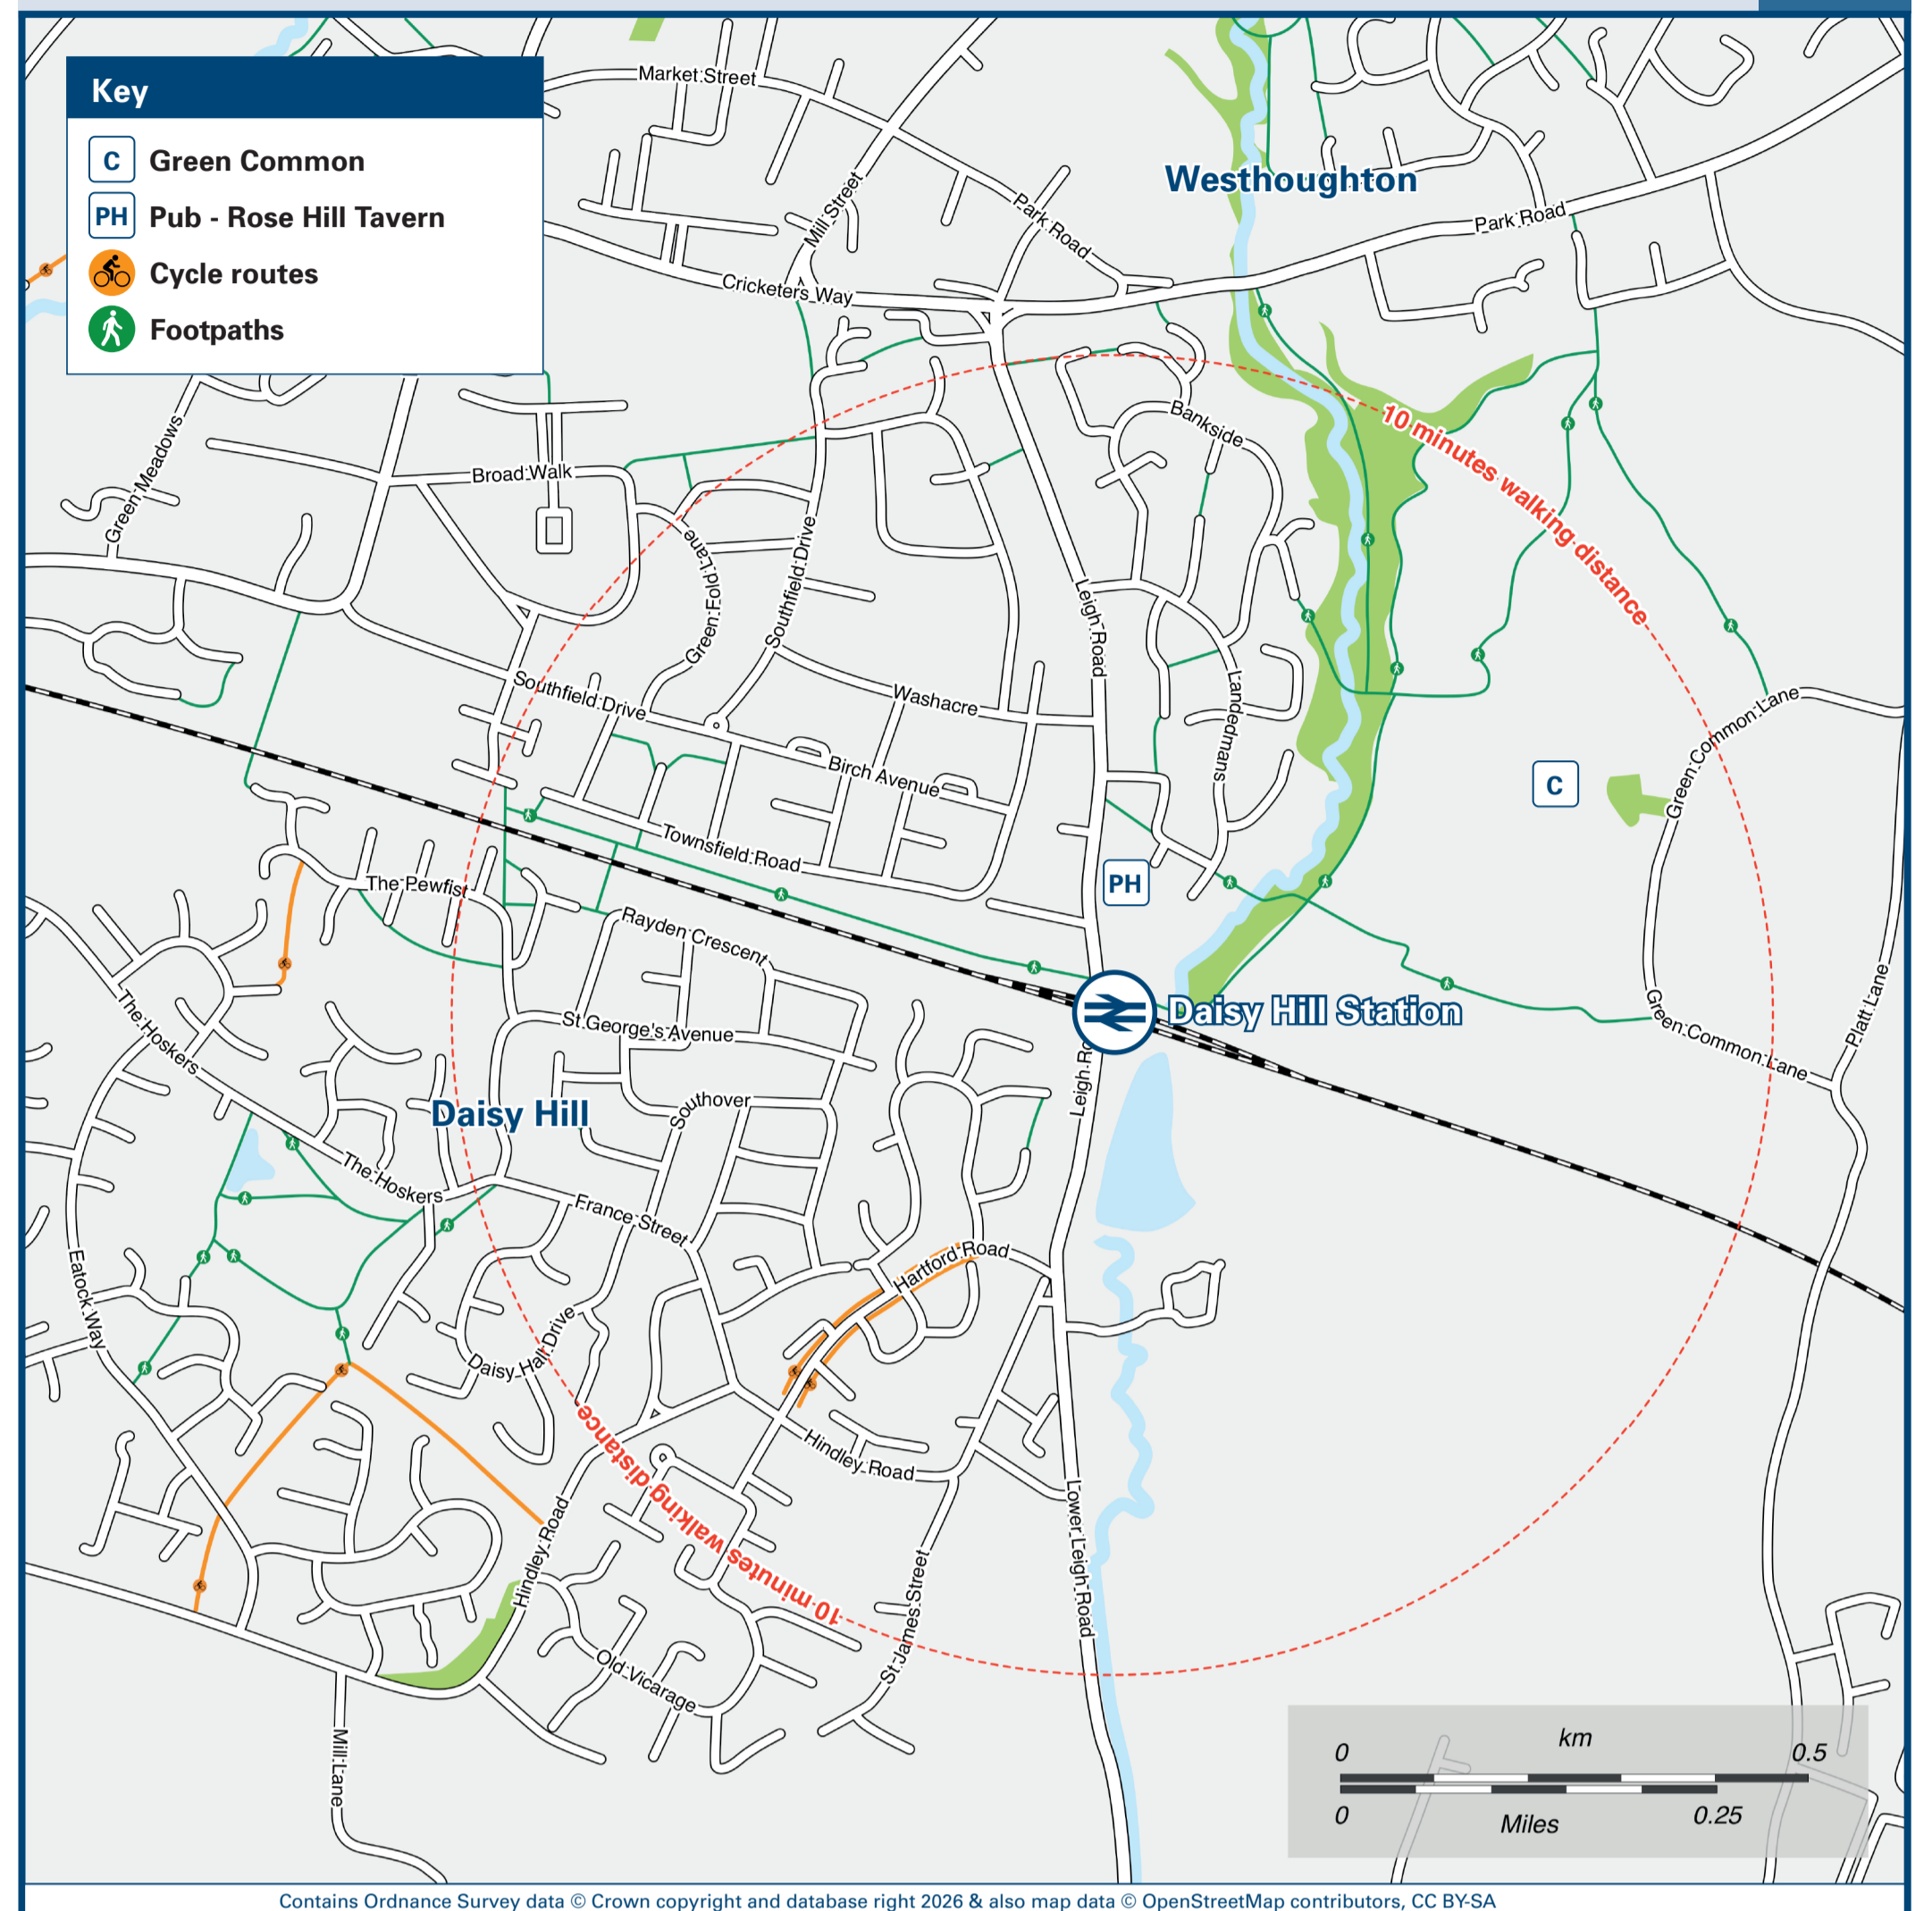 Key
C Green Common
PH Pub - Rose Hill Tavern
Cycle routes
Footpaths
Market Street
Westhoughton
Mill Street
Park Road
Park Road
Cricketers Way
Green Meadows
Broad Walk
Bankside
10 minutes walking distance
Green Fold Lane
Southfield Drive
Leigh Road
Southfield Drive
Washacre
Landedmans
Green Common Lane
Birch Avenue
C
Townsfield Road
The Pewfist
PH
Rayden Crescent
The Hoskers
St George's Avenue
Daisy Hill Station
Green Common Lane
Platt Lane
Leigh Ro
Daisy Hill
Southover
The Hoskers
France Street
Hartford Road
Eatock Way
Daisy Hall Drive
10 minutes walking distance
Hindley Road
Hindley Road
Lower Leigh Road
St James Street
Old Vicarage
Mill Lane
km
0 0.5
0 Miles 0.25
Contains Ordnance Survey data © Crown copyright and database right 2026 & also map data © OpenStreetMap contributors, CC BY-SA